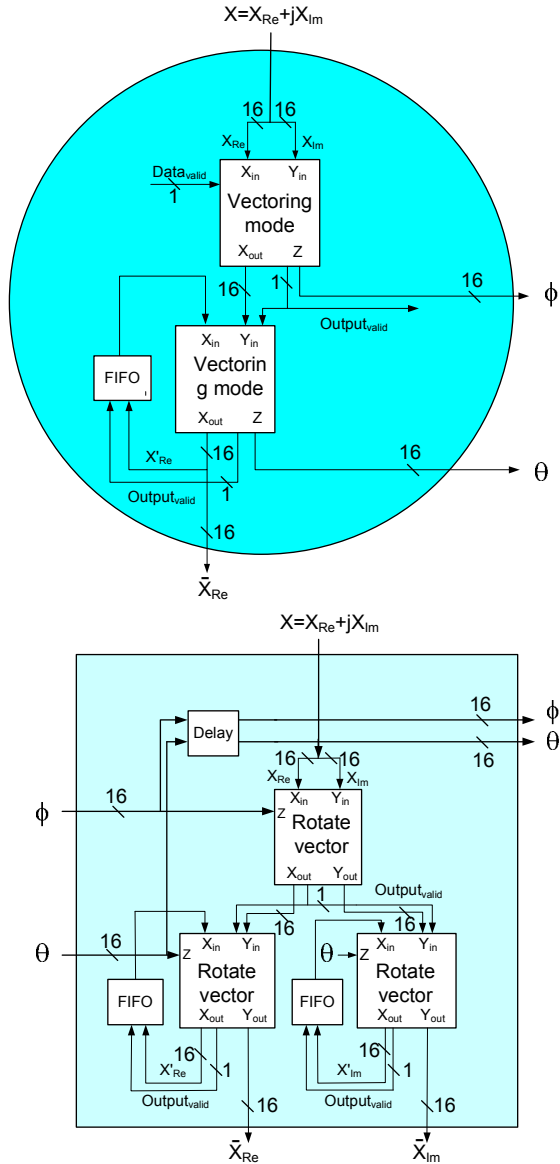 X=X_Re+jX_Im
16 16
X_Re X_Im
Data_valid
1
X_in Y_in
Vectoring
mode
X_out Z
16
1
16
ϕ
Output_valid
X_in Y_in
Vectorin
g mode
X_out Z
FIFO
16
X'_Re
16
θ
1
Output_valid
16
X̄_Re
X=X_Re+jX_Im
16
ϕ
Delay
θ
16
16 16
X_Re X_Im
ϕ
16
X_in Y_in
Z
Rotate
vector
X_out Y_out
1
Output_valid
16
16
θ
16
X_in Y_in
Z
Rotate
vector
X_out Y_out
FIFO
θ
X_in Y_in
Z
Rotate
vector
X_out Y_out
FIFO
16
X'_Re
1
Output_valid
16
X'_Im
1
Output_valid
16
16
X̄_Re
X̄_Im